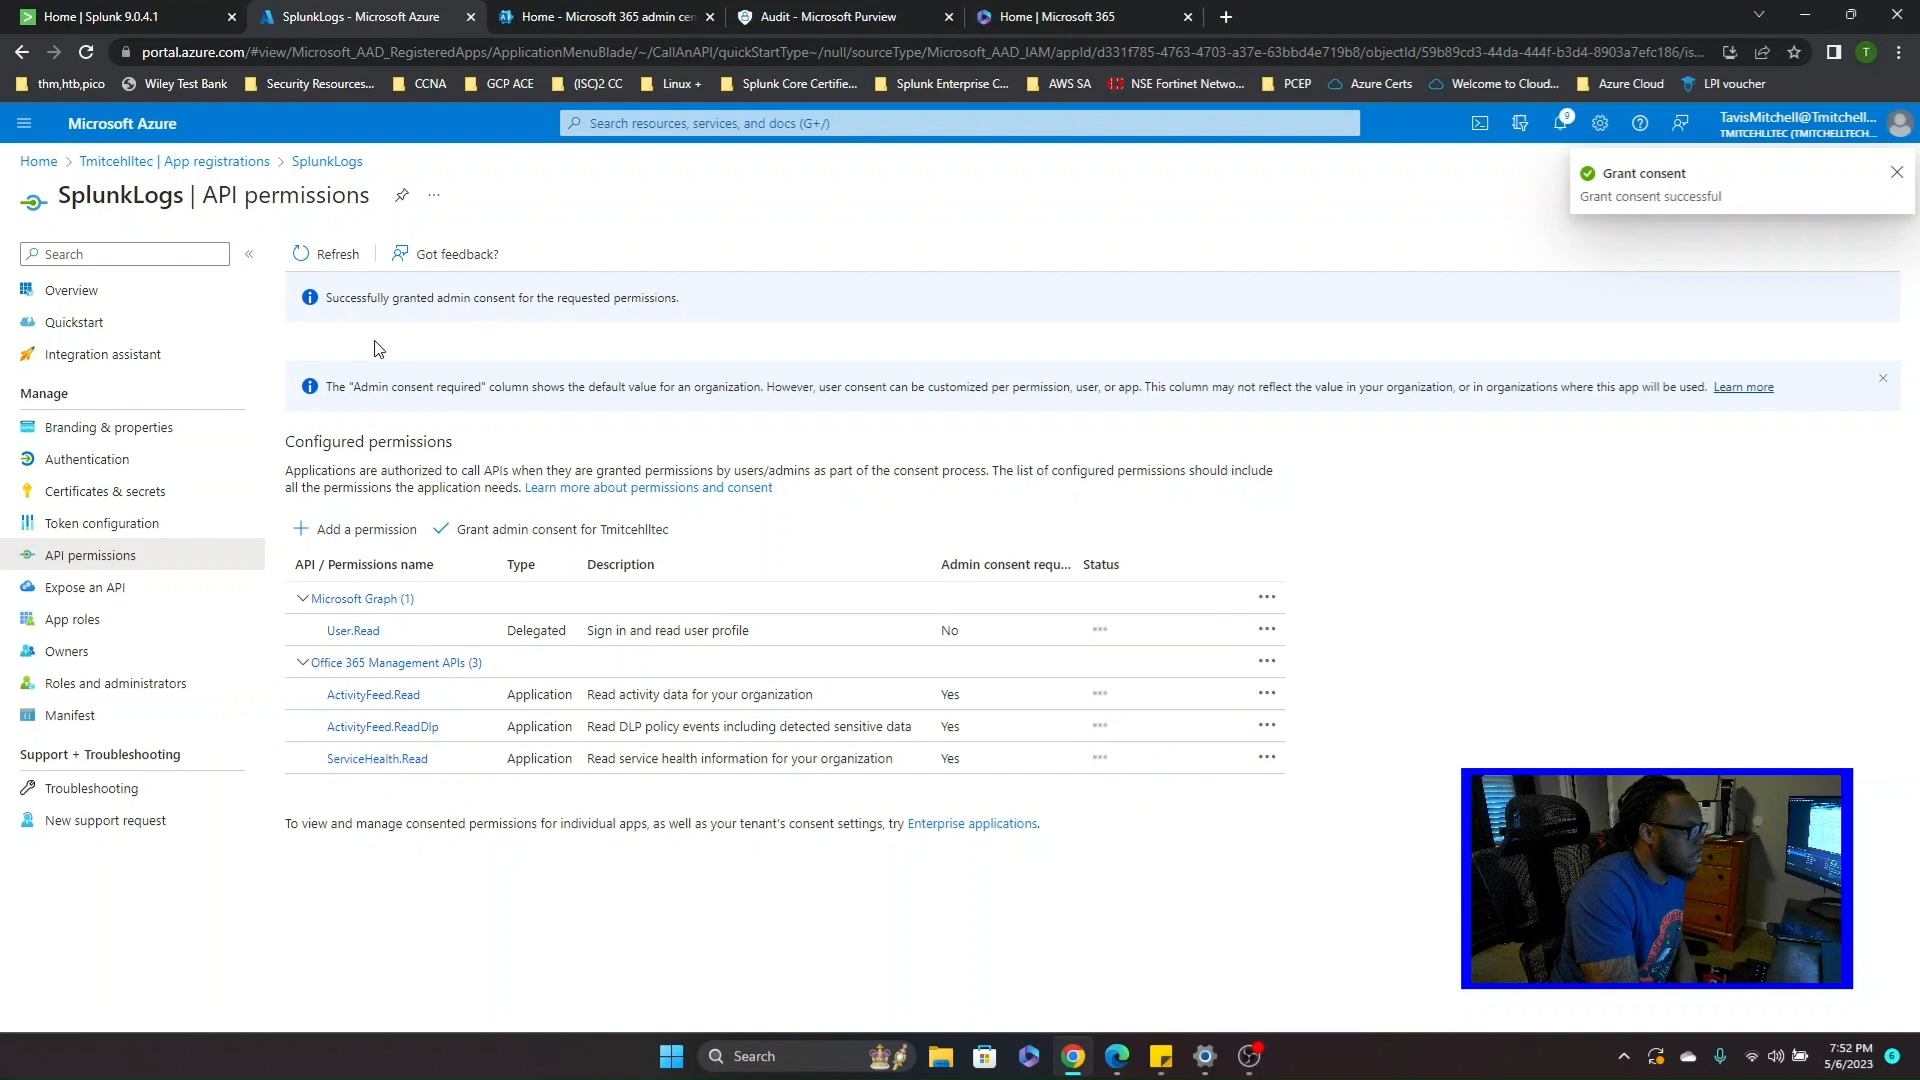 Home | Splunk 9.0.4.1
SplunkLogs - Microsoft Azure
Home - Microsoft 365 admin cen
Audit - Microsoft Purview
Home | Microsoft 365
portal.azure.com/#view/Microsoft_AAD_RegisteredApps/ApplicationMenuBlade/~/CallAnAPI/quickStartType~/null/sourceType/Microsoft_AAD_IAM/appId/d331f785-4763-4703-a37e-63bbd4e719b8/objectId/59b89cd3-44da-444f-b3d4-8903a7efc186/is...
T
thm,htb,pico
Wiley Test Bank
Security Resources...
CCNA
GCP ACE
(ISC)2 CC
Linux +
Splunk Core Certifie...
Splunk Enterprise C...
AWS SA
NSE Fortinet Netwo...
PCEP
Azure Certs
Welcome to Cloud...
Azure Cloud
LPI voucher
Microsoft Azure
Search resources, services, and docs (G+/)
9
TavisMitchell@Tmitchell...
TMITCEHLLTEC (TMITCHELLTECH...
Home > Tmitcehlltec | App registrations > SplunkLogs
SplunkLogs | API permissions
Grant consent
Grant consent successful
Search
Refresh
Got feedback?
Overview
Quickstart
Integration assistant
Manage
Branding & properties
Authentication
Certificates & secrets
Token configuration
API permissions
Expose an API
App roles
Owners
Roles and administrators
Manifest
Support + Troubleshooting
Troubleshooting
New support request
Successfully granted admin consent for the requested permissions.
The "Admin consent required" column shows the default value for an organization. However, user consent can be customized per permission, user, or app. This column may not reflect the value in your organization, or in organizations where this app will be used. Learn more
Configured permissions
Applications are authorized to call APIs when they are granted permissions by users/admins as part of the consent process. The list of configured permissions should include
all the permissions the application needs. Learn more about permissions and consent
Add a permission
Grant admin consent for Tmitcehlltec
API / Permissions name Type Description Admin consent requ... Status
Microsoft Graph (1)
User.Read Delegated Sign in and read user profile No
Office 365 Management APIs (3)
ActivityFeed.Read Application Read activity data for your organization Yes
ActivityFeed.ReadDlp Application Read DLP policy events including detected sensitive data Yes
ServiceHealth.Read Application Read service health information for your organization Yes
To view and manage consented permissions for individual apps, as well as your tenant's consent settings, try Enterprise applications.
Search
7:52 PM
5/6/2023
6